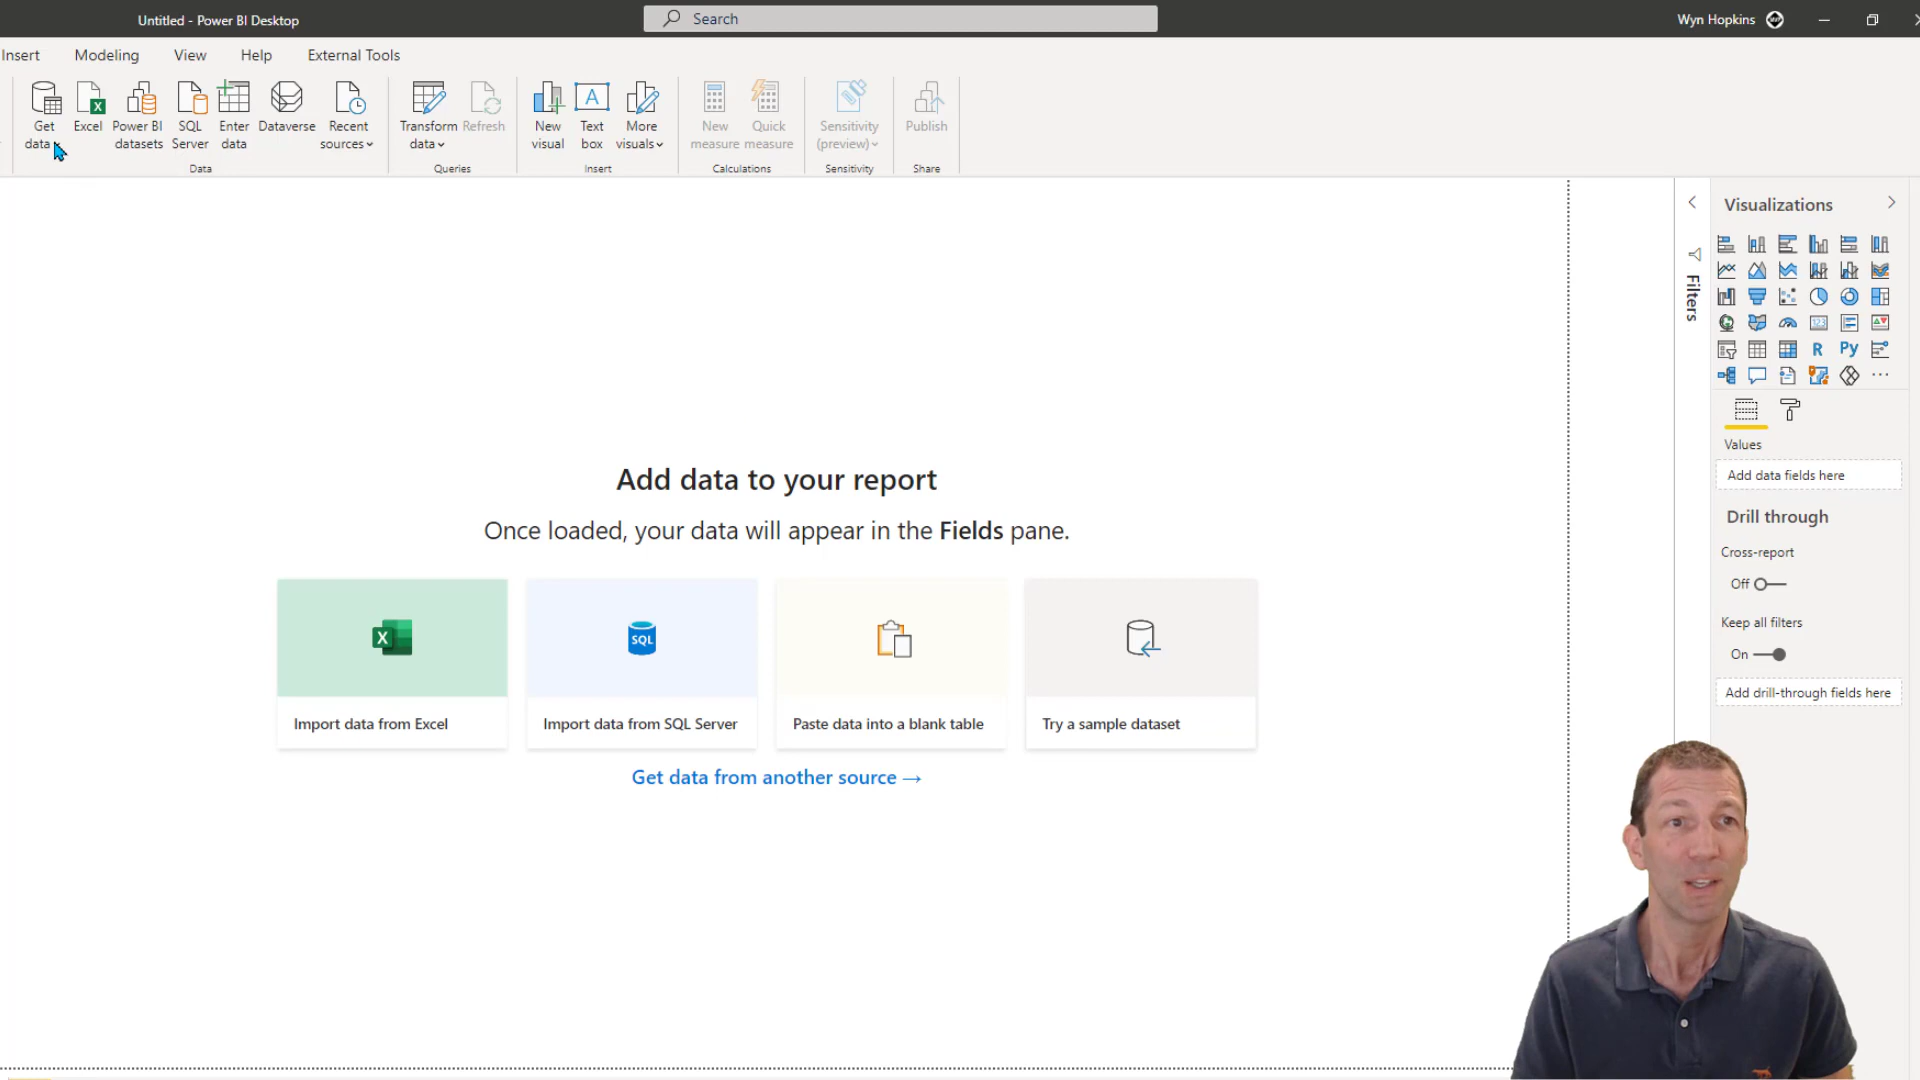 Untitled - Power BI Desktop
Search
Wyn Hopkins
Insert Modeling View Help External Tools
Get data
Excel
Power BI datasets
SQL Server
Enter data
Dataverse
Recent sources
Transform data
Refresh
New visual
Text box
More visuals
New measure
Quick measure
Sensitivity (preview)
Publish
Data
Queries
Insert
Calculations
Sensitivity
Share
Visualizations
Filters
R
Py
Values
Add data fields here
Drill through
Cross-report
Off
Keep all filters
On
Add drill-through fields here
Add data to your report
Once loaded, your data will appear in the Fields pane.
X
SQL
Import data from Excel
Import data from SQL Server
Paste data into a blank table
Try a sample dataset
Get data from another source →